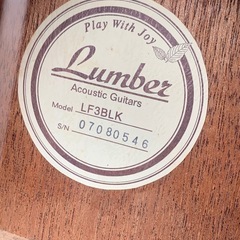 Play With Joy
Lumber
Acoustic Guitars
Model LF3BLK
S/N 07080546